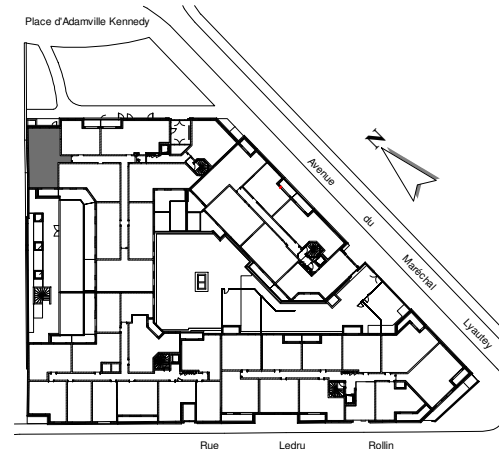 Place d'Adamville Kennedy
N
Avenue du Maréchal Lyautey
Rue Ledru Rollin